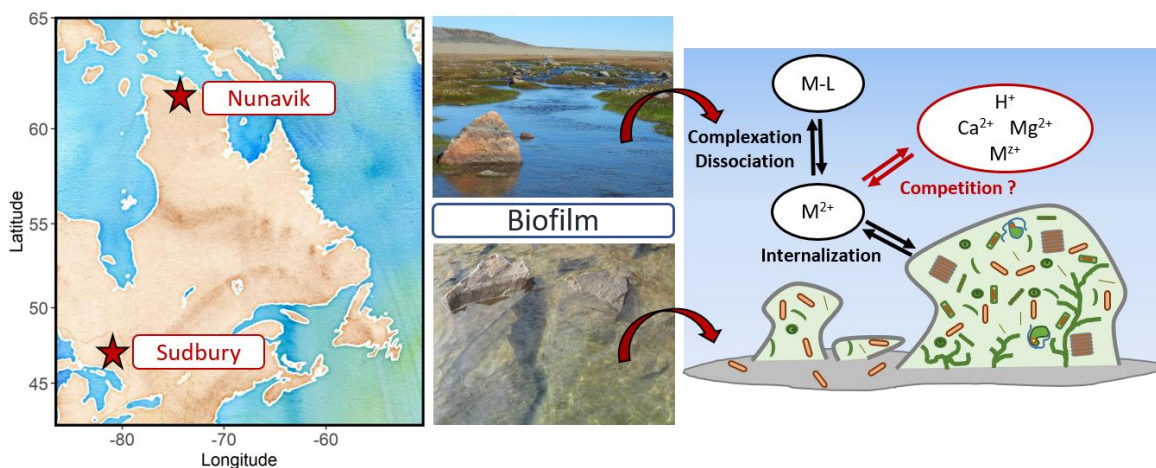 65
60
55
50
45
Latitude
-80
-70
-60
Longitude
Nunavik
Sudbury
Biofilm
M-L
Complexation
Dissociation
M²⁺
Internalization
H⁺
Ca²⁺ Mg²⁺
Mᶻ⁺
Competition ?